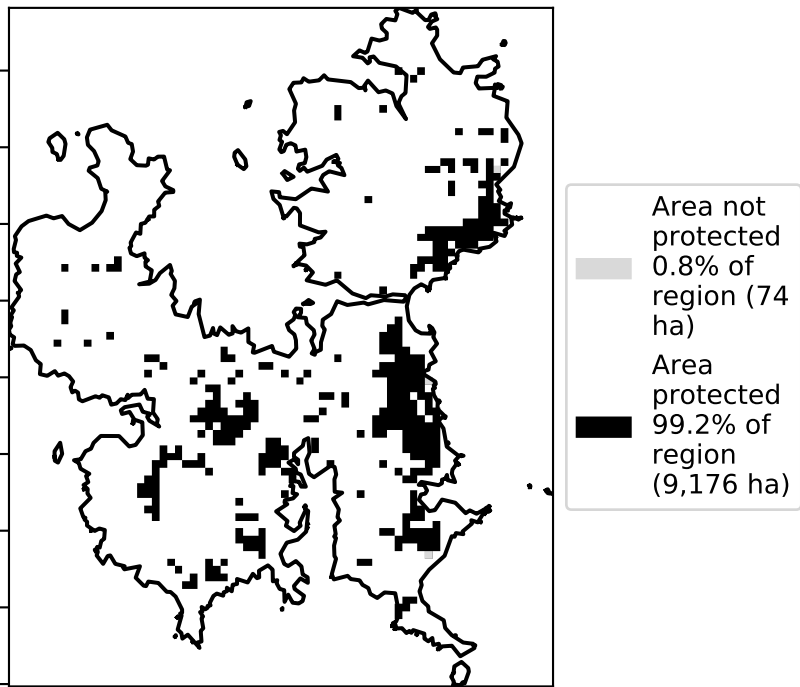 Area not
protected
0.8% of
region (74
ha)
Area
protected
99.2% of
region
(9,176 ha)